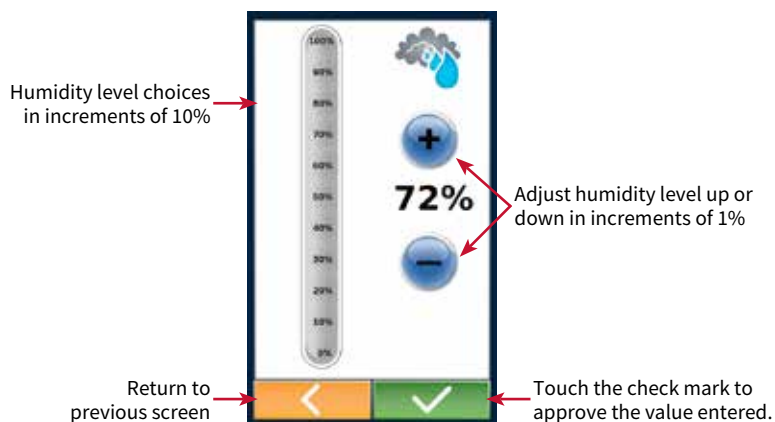 100%
90%
80%
70%
60%
50%
40%
30%
20%
10%
0%
+
72%
−
Humidity level choices
in increments of 10%
Adjust humidity level up or
down in increments of 1%
Return to
previous screen
Touch the check mark to
approve the value entered.